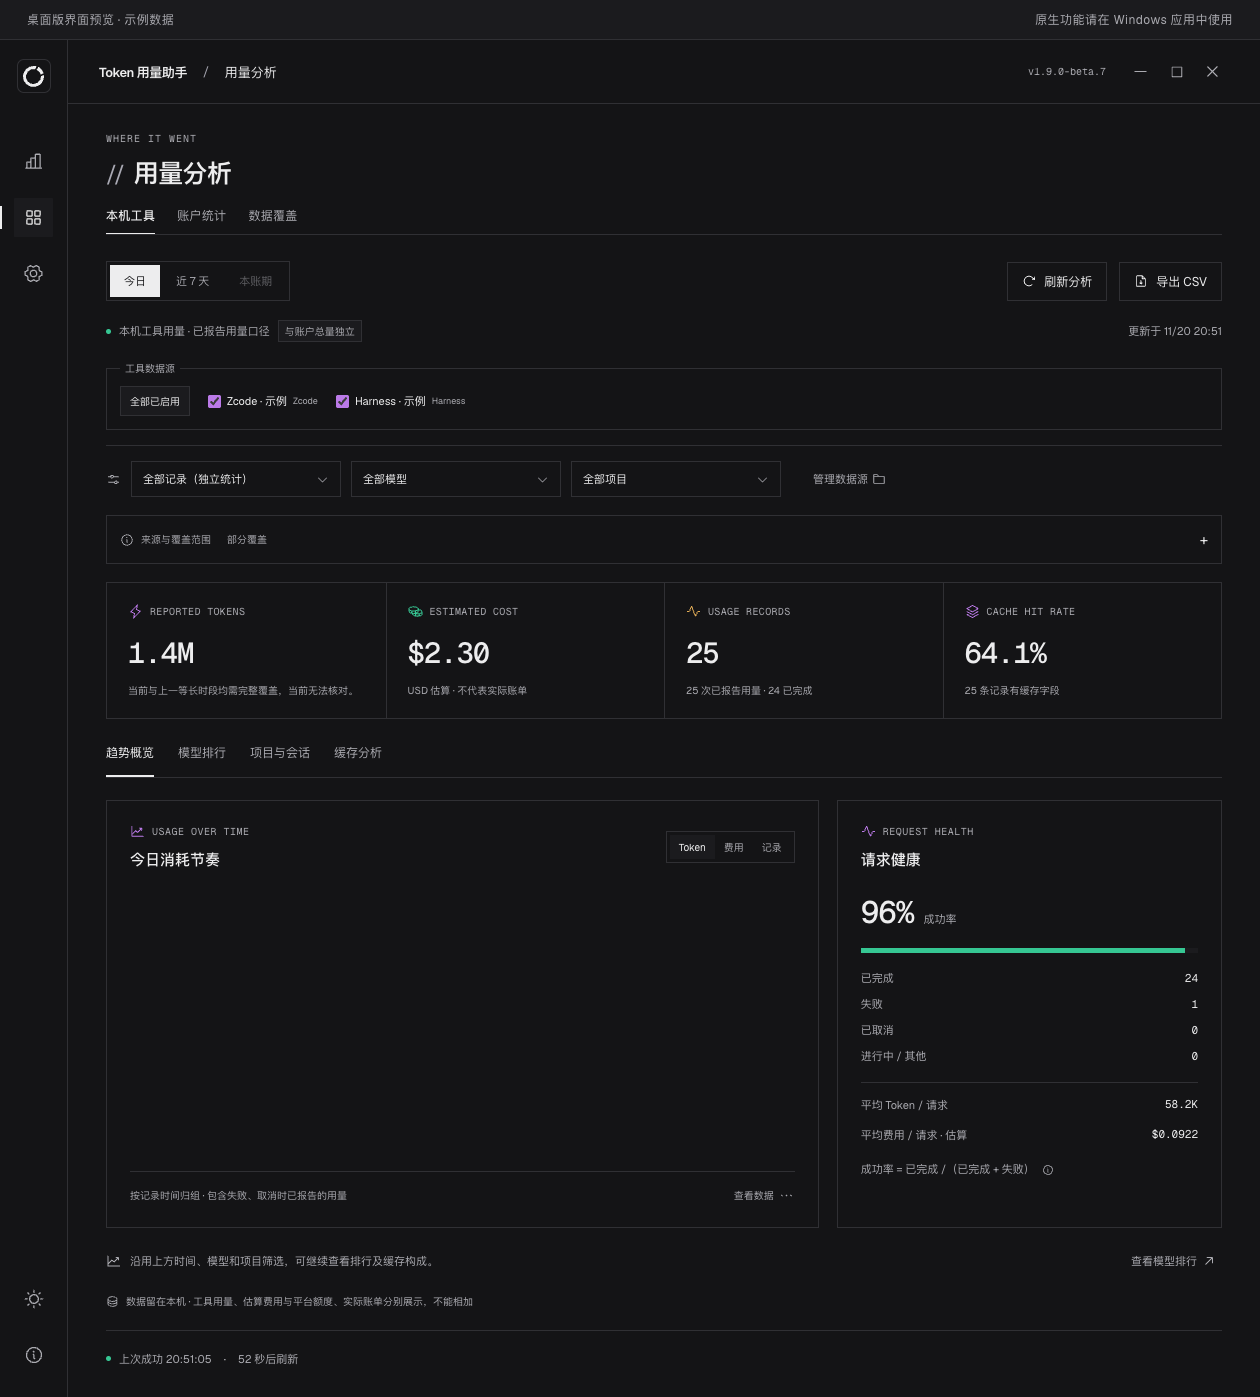 桌面版界面预览 · 示例数据
原生功能请在 Windows 应用中使用
Token 用量助手 / 用量分析
v1.9.0-beta.7
WHERE IT WENT
// 用量分析
本机工具 账户统计 数据覆盖
今日 近 7 天 本账期
刷新分析 导出 CSV
本机工具用量 · 已报告用量口径 与账户总量独立
更新于 11/20 20:51
工具数据源
全部已启用 Zcode · 示例 Zcode Harness · 示例 Harness
全部记录（独立统计） 全部模型 全部项目 管理数据源
来源与覆盖范围 部分覆盖 +
REPORTED TOKENS
1.4M
当前与上一等长时段均需完整覆盖，当前无法核对。
ESTIMATED COST
$2.30
USD 估算 · 不代表实际账单
USAGE RECORDS
25
25 次已报告用量 · 24 已完成
CACHE HIT RATE
64.1%
25 条记录有缓存字段
趋势概览 模型排行 项目与会话 缓存分析
USAGE OVER TIME
今日消耗节奏
Token 费用 记录
按记录时间归组 · 包含失败、取消时已报告的用量
查看数据 ···
REQUEST HEALTH
请求健康
96% 成功率
已完成 24
失败 1
已取消 0
进行中 / 其他 0
平均 Token / 请求 58.2K
平均费用 / 请求 · 估算 $0.0922
成功率 = 已完成 /（已完成 + 失败）
沿用上方时间、模型和项目筛选，可继续查看排行及缓存构成。
查看模型排行
数据留在本机 · 工具用量、估算费用与平台额度、实际账单分别展示，不能相加
上次成功 20:51:05 · 52 秒后刷新